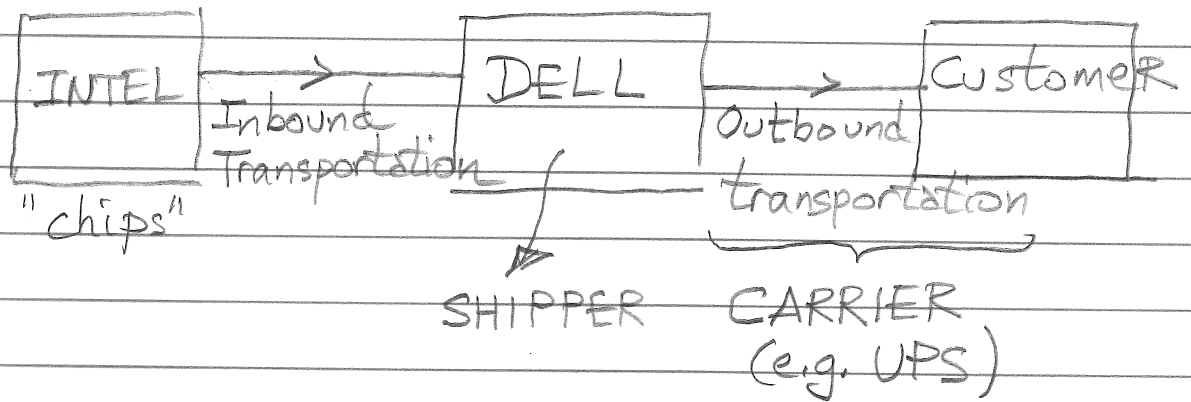 INTEL
"chips"
Inbound
Transportation
DELL
SHIPPER
Outbound
transportation
CARRIER
(e.g. UPS)
CustomeR